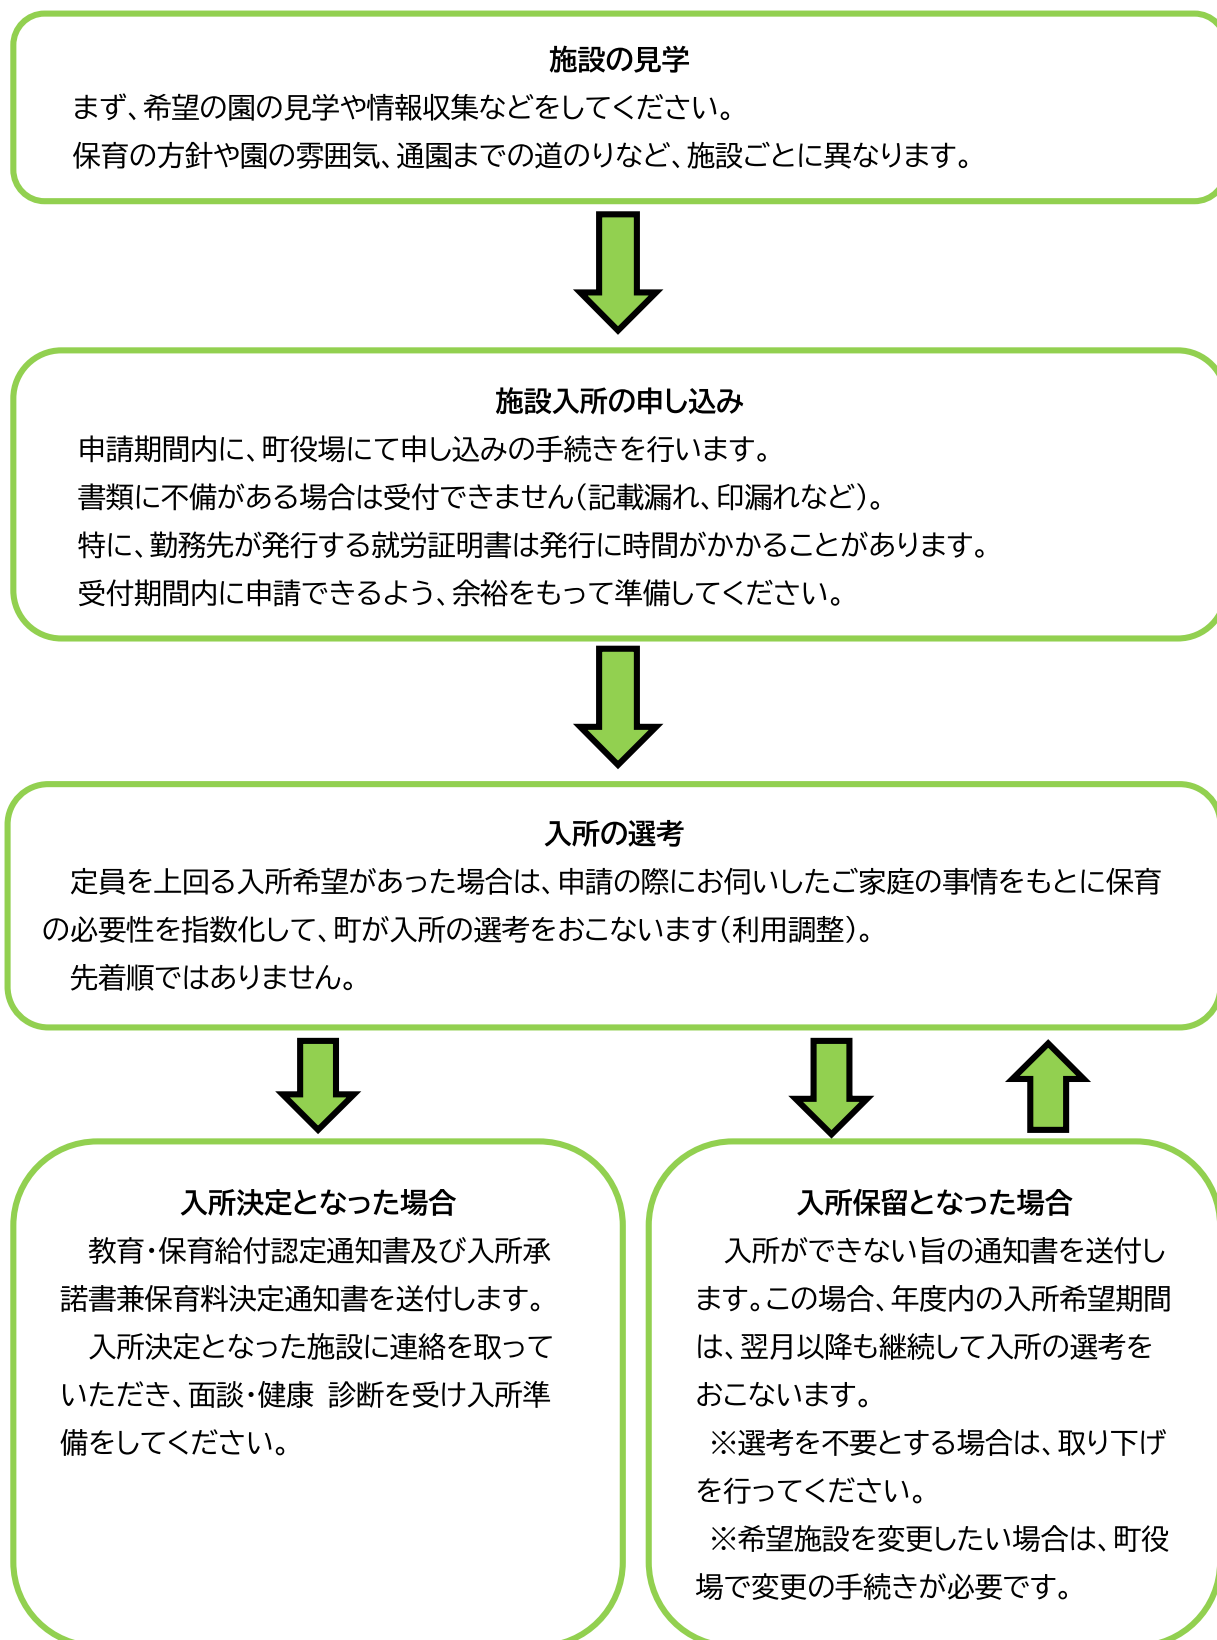 施設の見学
まず、希望の園の見学や情報収集などをしてください。
保育の方針や園の雰囲気、通園までの道のりなど、施設ごとに異なります。
施設入所の申し込み
申請期間内に、町役場にて申し込みの手続きを行います。
書類に不備がある場合は受付できません（記載漏れ、印漏れなど）。
特に、勤務先が発行する就労証明書は発行に時間がかかることがあります。
受付期間内に申請できるよう、余裕をもって準備してください。
入所の選考
定員を上回る入所希望があった場合は、申請の際にお伺いしたご家庭の事情をもとに保育
の必要性を指数化して、町が入所の選考をおこないます（利用調整）。
先着順ではありません。
入所決定となった場合
教育・保育給付認定通知書及び入所承
諾書兼保育料決定通知書を送付します。
入所決定となった施設に連絡を取って
いただき、面談・健康 診断を受け入所準
備をしてください。
入所保留となった場合
入所ができない旨の通知書を送付し
ます。この場合、年度内の入所希望期間
は、翌月以降も継続して入所の選考を
おこないます。
※選考を不要とする場合は、取り下げ
を行ってください。
※希望施設を変更したい場合は、町役
場で変更の手続きが必要です。